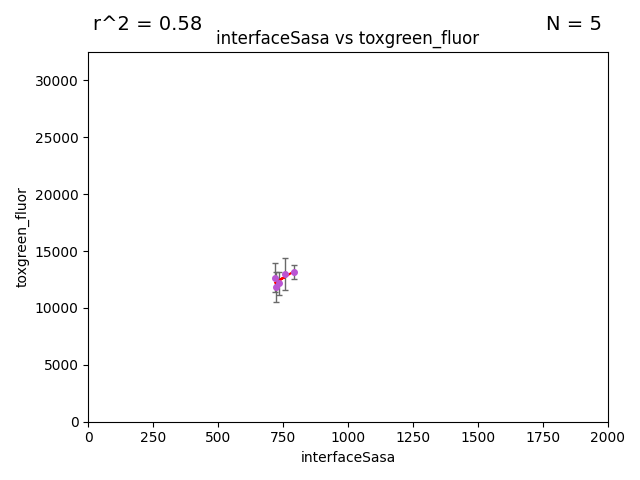 r^2 = 0.58
N = 5
interfaceSasa vs toxgreen_fluor
30000
25000
20000
15000
10000
5000
0
toxgreen_fluor
0 250 500 750 1000 1250 1500 1750 2000
interfaceSasa